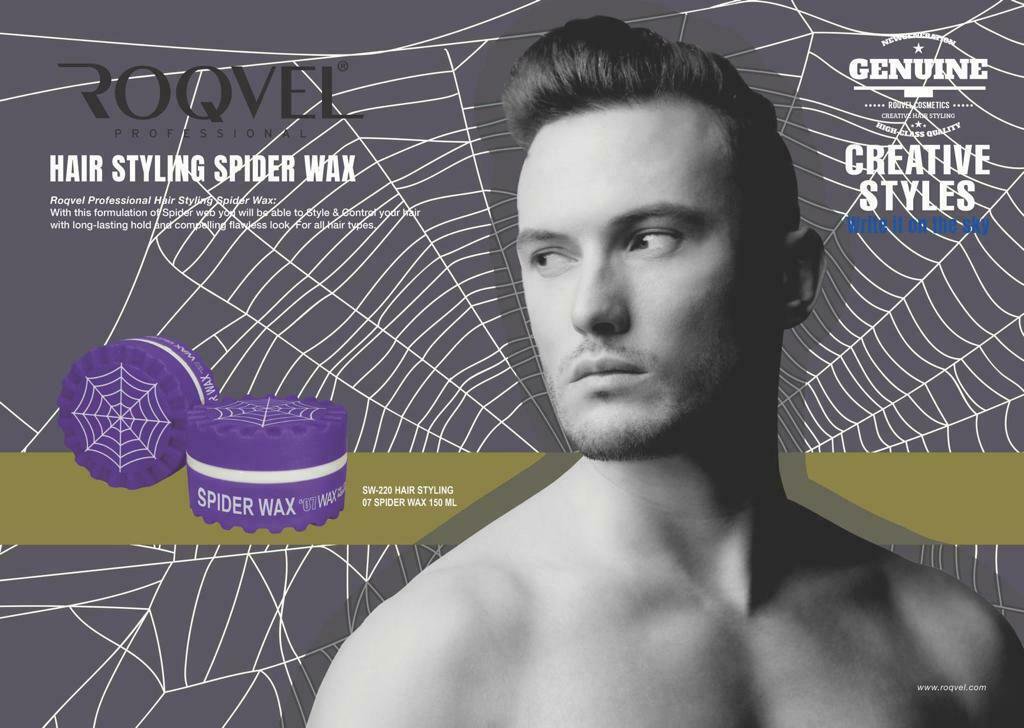 ROQVEL®
PROFESSIONAL
HAIR STYLING SPIDER WAX
Roqvel Professional Hair Styling Spider Wax:
With this formulation of Spider web you will be able to Style & Control your hair
with long-lasting hold and compelling flawless look. For all hair types.
NEW GENERATION
GENUINE
ROQVEL COSMETICS
CREATIVE HAIR STYLING
HIGH-CLASS QUALITY
CREATIVE
STYLES
Write it on the sky
WAX
SPIDER WAX °07 WAX
SW-220 HAIR STYLING
07 SPIDER WAX 150 ML
www.roqvel.com